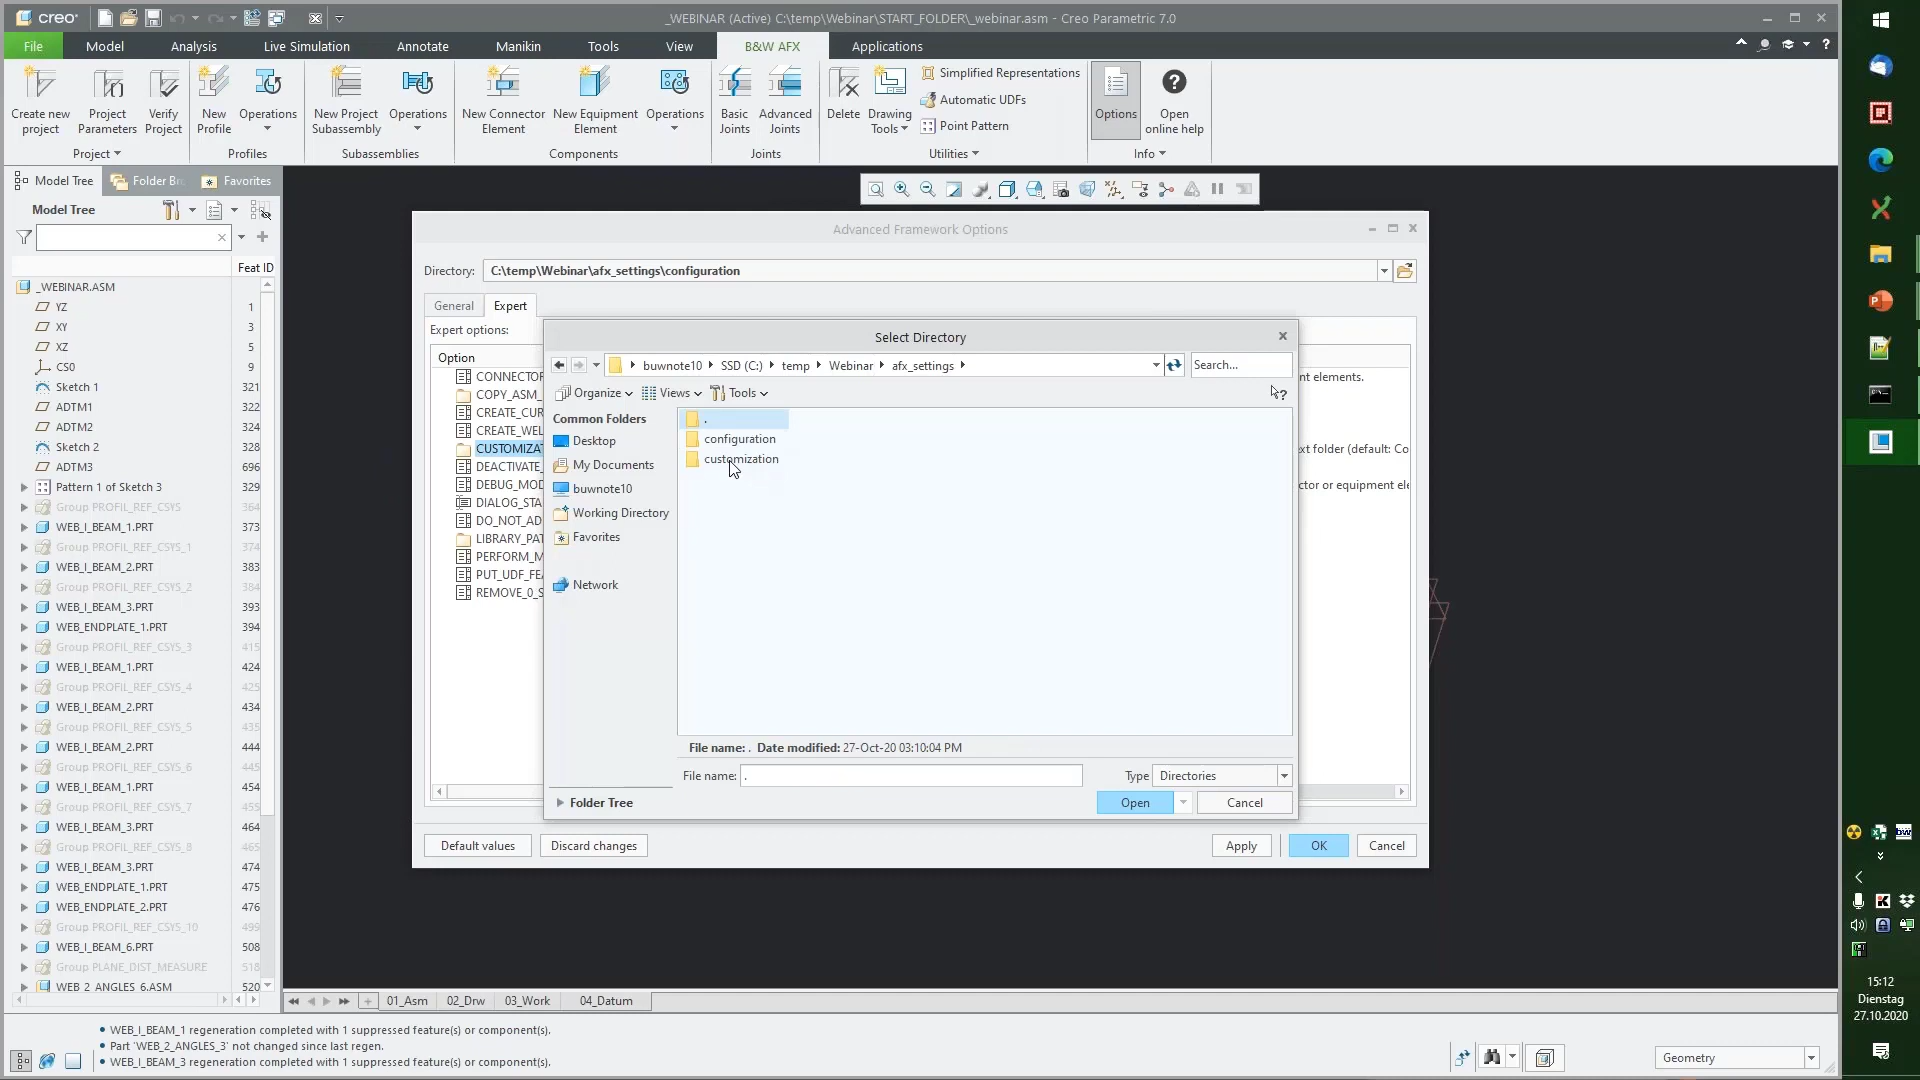 creo
_WEBINAR (Active) C:\temp\Webinar\START_FOLDER\_webinar.asm - Creo Parametric 7.0
File Model Analysis Live Simulation Annotate Manikin Tools View B&W AFX Applications
Create new project
Project Parameters
Verify Project
New Profile
Operations
New Project Subassembly
Operations
New Connector Element
New Equipment Element
Operations
Basic Joints
Advanced Joints
Delete
Drawing Tools
Simplified Representations
Automatic UDFs
Point Pattern
Options
Open online help
Project Profiles Subassemblies Components Joints Utilities Info
Model Tree Folder Br Favorites
Model Tree
Feat ID
_WEBINAR.ASM
YZ 1
XY 3
XZ 5
CS0 9
Sketch 1 321
ADTM1 322
ADTM2 324
Sketch 2 328
ADTM3 696
Pattern 1 of Sketch 3 329
Group PROFIL_REF_CSYS 364
WEB_I_BEAM_1.PRT 373
Group PROFIL_REF_CSYS_1 374
WEB_I_BEAM_2.PRT 383
Group PROFIL_REF_CSYS_2 384
WEB_I_BEAM_3.PRT 393
WEB_ENDPLATE_1.PRT 394
Group PROFIL_REF_CSYS_3 415
WEB_I_BEAM_1.PRT 424
Group PROFIL_REF_CSYS_4 425
WEB_I_BEAM_2.PRT 434
Group PROFIL_REF_CSYS_5 435
WEB_I_BEAM_2.PRT 444
Group PROFIL_REF_CSYS_6 445
WEB_I_BEAM_1.PRT 454
Group PROFIL_REF_CSYS_7 455
WEB_I_BEAM_3.PRT 464
Group PROFIL_REF_CSYS_8 465
WEB_I_BEAM_3.PRT 474
WEB_ENDPLATE_1.PRT 475
WEB_ENDPLATE_2.PRT 476
Group PROFIL_REF_CSYS_10 499
WEB_I_BEAM_6.PRT 508
Group PLANE_DIST_MEASURE 518
WEB_2_ANGLES_6.ASM 520
Advanced Framework Options
Directory: C:\temp\Webinar\afx_settings\configuration
General Expert
Expert options:
Option
CONNECTOR
COPY_ASM_
CREATE_CUR
CREATE_WEL
CUSTOMIZAT
DEACTIVATE_
DEBUG_MOD
DIALOG_STA
DO_NOT_AD
LIBRARY_PAT
PERFORM_M
PUT_UDF_FEA
REMOVE_0_S
nt elements.
xt folder (default: Co
ctor or equipment ele
Select Directory
buwnote10 SSD (C:) temp Webinar afx_settings
Search...
Organize Views Tools
Common Folders
Desktop
My Documents
buwnote10
Working Directory
Favorites
Network
.
configuration
customization
File name: . Date modified: 27-Oct-20 03:10:04 PM
File name: .
Type Directories
Folder Tree
Open Cancel
Default values Discard changes Apply OK Cancel
01_Asm 02_Drw 03_Work 04_Datum
• WEB_I_BEAM_1 regeneration completed with 1 suppressed feature(s) or component(s).
• Part 'WEB_2_ANGLES_3' not changed since last regen.
• WEB_I_BEAM_3 regeneration completed with 1 suppressed feature(s) or component(s).
Geometry
15:12
Dienstag
27.10.2020